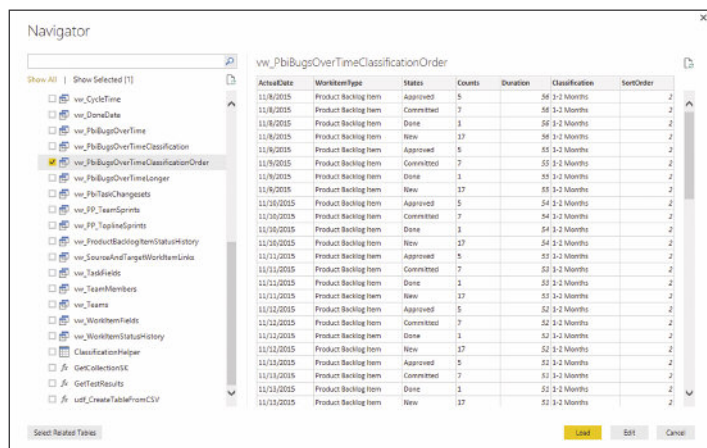 Navigator
Show All | Show Selected [1]
vw_CycleTime
vw_DoneDate
vw_PbiBugsOverTime
vw_PbiBugsOverTimeClassification
vw_PbiBugsOverTimeClassificationOrder
vw_PbiBugsOverTimeLonger
vw_PbiTaskChangesets
vw_PP_TeamSprints
vw_PP_ToplineSprints
vw_ProductBacklogItemStatusHistory
vw_SourceAndTargetWorkItemLinks
vw_TaskFields
vw_TeamMembers
vw_Teams
vw_WorkItemFields
vw_WorkItemStatusHistory
ClassificationHelper
fx GetCollectionSK
fx GetTestResults
fx udf_CreateTableFromCSV
vw_PbiBugsOverTimeClassificationOrder
ActualDate WorkItemType States Counts Duration Classification SortOrder
11/8/2015 Product Backlog Item Approved 5 56 1-2 Months 2
11/8/2015 Product Backlog Item Committed 7 56 1-2 Months 2
11/8/2015 Product Backlog Item Done 1 56 1-2 Months 2
11/8/2015 Product Backlog Item New 17 56 1-2 Months 2
11/9/2015 Product Backlog Item Approved 5 55 1-2 Months 2
11/9/2015 Product Backlog Item Committed 7 55 1-2 Months 2
11/9/2015 Product Backlog Item Done 1 55 1-2 Months 2
11/9/2015 Product Backlog Item New 17 55 1-2 Months 2
11/10/2015 Product Backlog Item Approved 5 54 1-2 Months 2
11/10/2015 Product Backlog Item Committed 7 54 1-2 Months 2
11/10/2015 Product Backlog Item Done 1 54 1-2 Months 2
11/10/2015 Product Backlog Item New 17 54 1-2 Months 2
11/11/2015 Product Backlog Item Approved 5 53 1-2 Months 2
11/11/2015 Product Backlog Item Committed 7 53 1-2 Months 2
11/11/2015 Product Backlog Item Done 1 53 1-2 Months 2
11/11/2015 Product Backlog Item New 17 53 1-2 Months 2
11/12/2015 Product Backlog Item Approved 5 52 1-2 Months 2
11/12/2015 Product Backlog Item Committed 7 52 1-2 Months 2
11/12/2015 Product Backlog Item Done 1 52 1-2 Months 2
11/12/2015 Product Backlog Item New 17 52 1-2 Months 2
11/13/2015 Product Backlog Item Approved 5 51 1-2 Months 2
11/13/2015 Product Backlog Item Committed 7 51 1-2 Months 2
11/13/2015 Product Backlog Item Done 1 51 1-2 Months 2
11/13/2015 Product Backlog Item New 17 51 1-2 Months 2
Select Related Tables
Load Edit Cancel